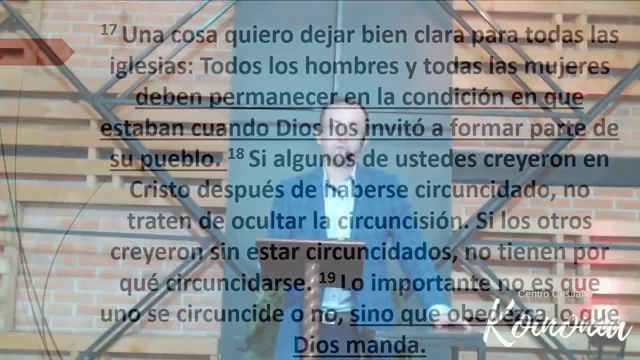 17 Una cosa quiero dejar bien clara para todas las
iglesias: Todos los hombres y todas las mujeres
deben permanecer en la condición en que
estaban cuando Dios los invitó a formar parte de
su pueblo. 18 Si algunos de ustedes creyeron en
Cristo después de haberse circuncidado, no
traten de ocultar la circuncisión. Si los otros
creyeron sin estar circuncidados, no tienen por
qué circuncidarse. 19 Lo importante no es que
uno se circuncide o no, sino que obedezca lo que
Dios manda.
Centro Cristiano
Koinonia